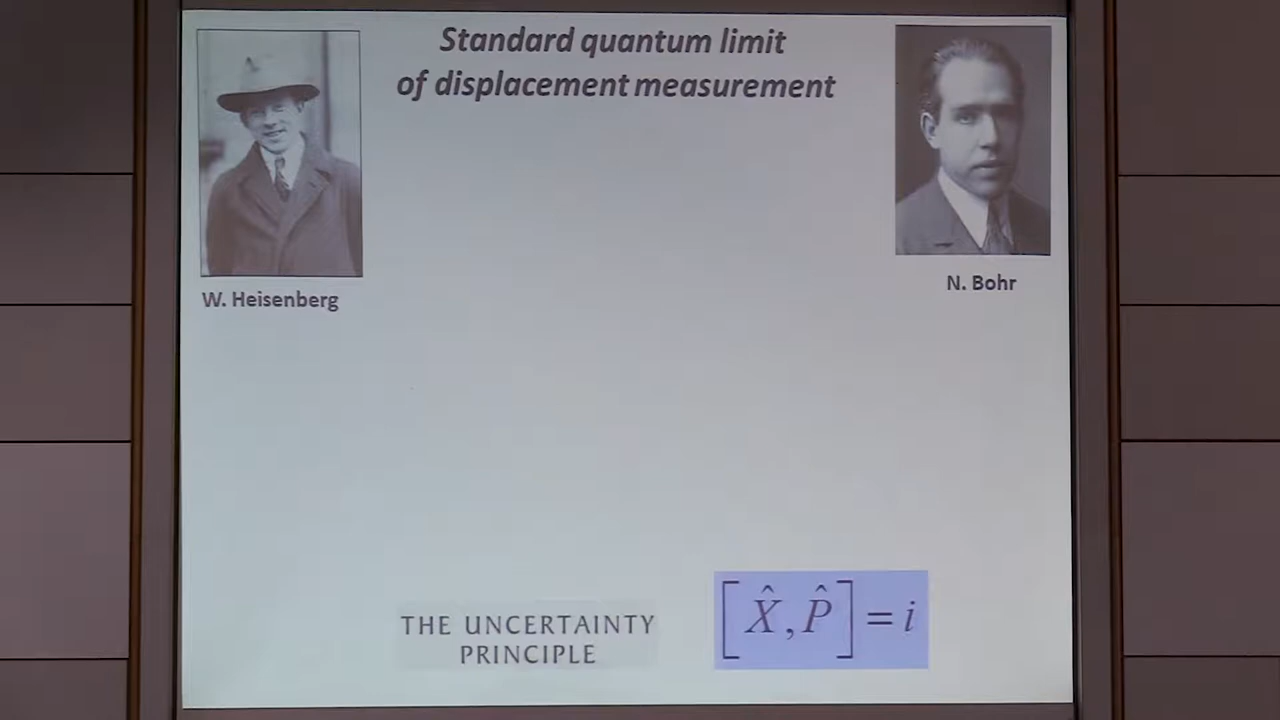 Standard quantum limit
of displacement measurement
W. Heisenberg
N. Bohr
THE UNCERTAINTY
PRINCIPLE
[X̂, P̂] = i